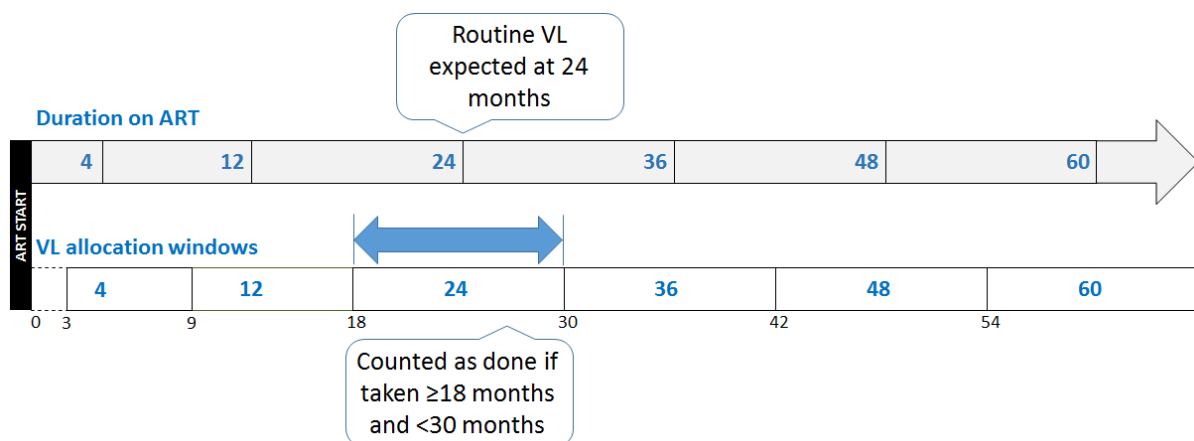 Routine VL
expected at 24
months
Duration on ART
4 12 24 36 48 60
ART START
VL allocation windows
4 12 24 36 48 60
0 3 9 18 30 42 54
Counted as done if
taken ≥18 months
and <30 months